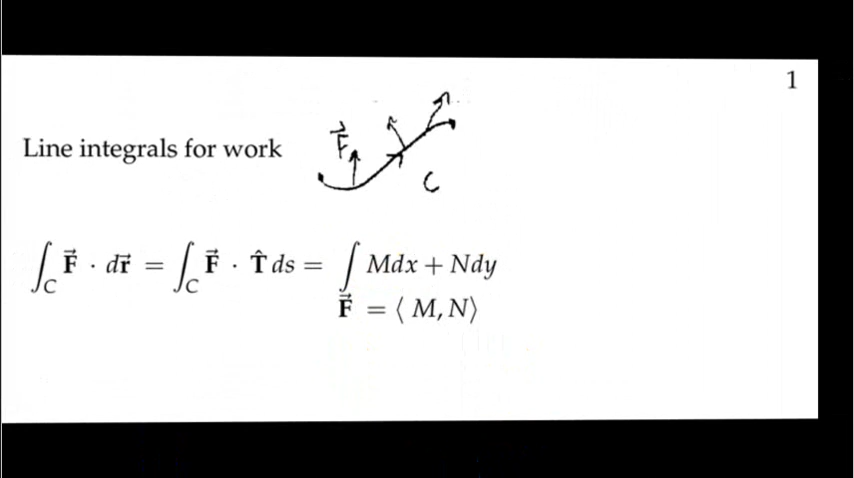 1
Line integrals for work
F⃗
C
∫_C F⃗ · dr⃗ = ∫_C F⃗ · T̂ ds = ∫ Mdx + Ndy
F⃗ = ⟨ M, N⟩